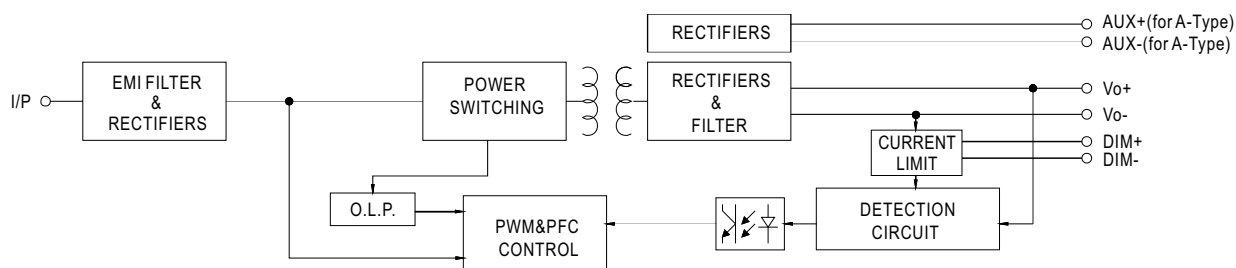 RECTIFIERS
AUX+(for A-Type)
AUX-(for A-Type)
I/P
EMI FILTER
&
RECTIFIERS
POWER
SWITCHING
RECTIFIERS
&
FILTER
Vo+
Vo-
CURRENT
LIMIT
DIM+
DIM-
O.L.P.
PWM&PFC
CONTROL
DETECTION
CIRCUIT